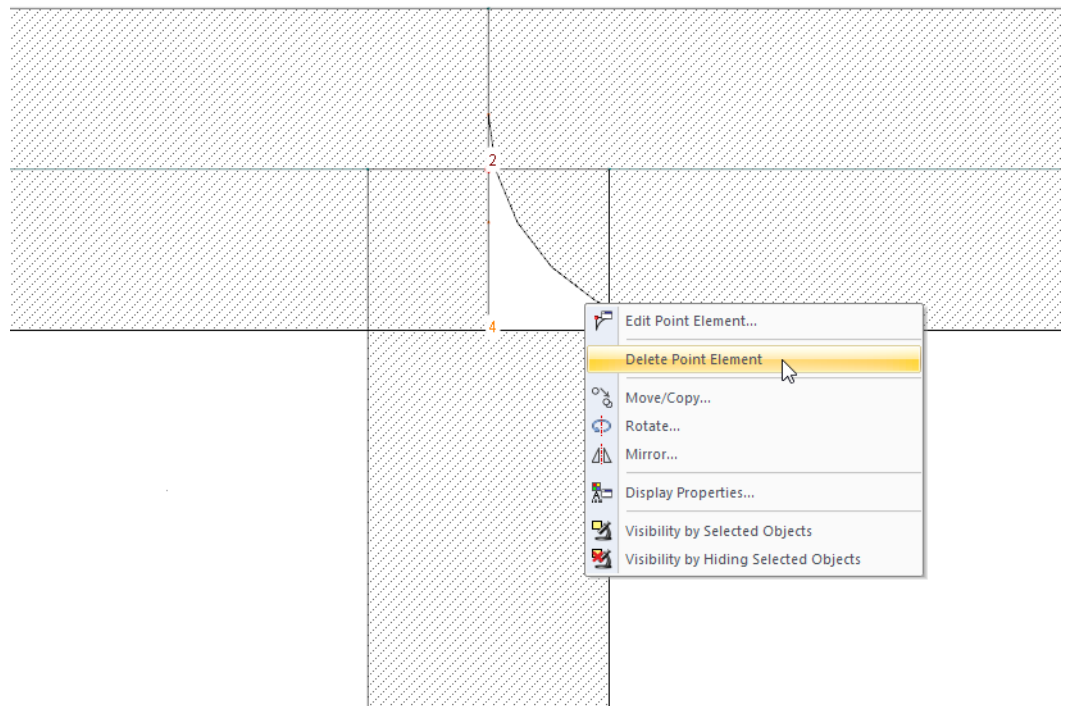 2
4
Edit Point Element...
Delete Point Element
Move/Copy...
Rotate...
Mirror...
Display Properties...
Visibility by Selected Objects
Visibility by Hiding Selected Objects